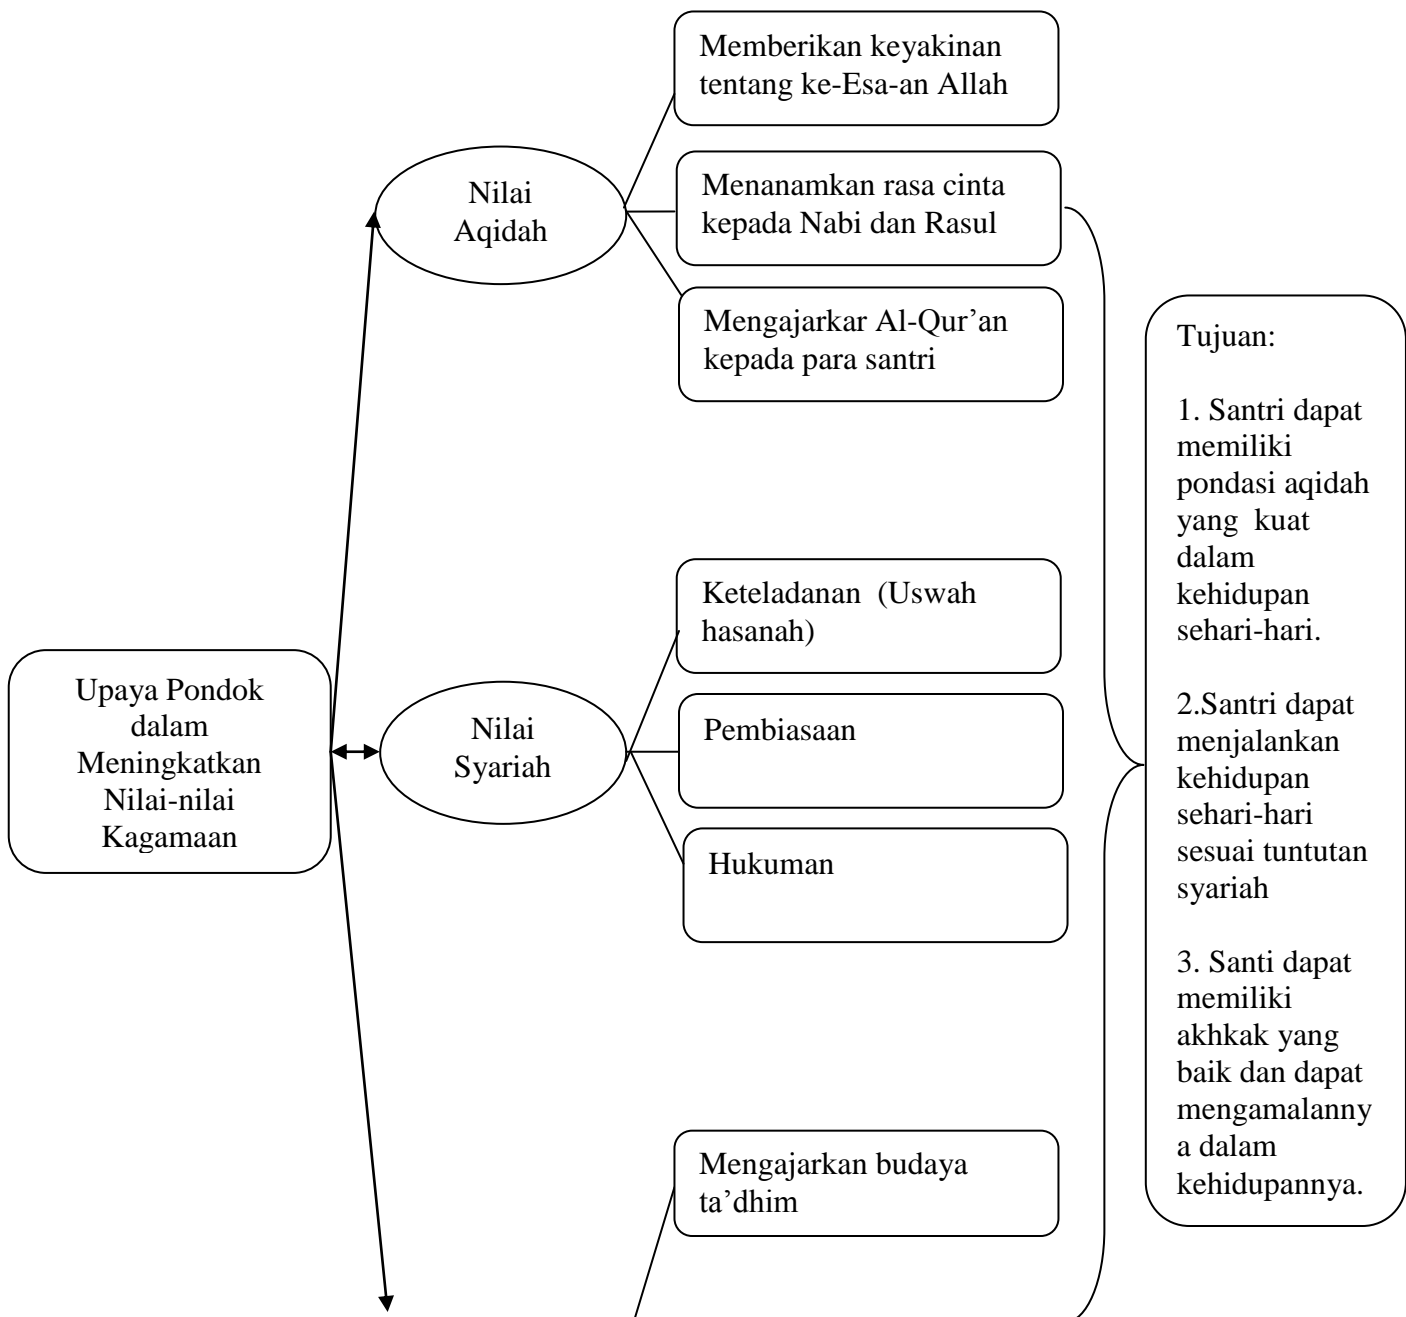 Memberikan keyakinan
tentang ke-Esa-an Allah
Nilai
Aqidah
Menanamkan rasa cinta
kepada Nabi dan Rasul
Mengajarkar Al-Qur’an
kepada para santri
Upaya Pondok
dalam
Meningkatkan
Nilai-nilai
Kagamaan
Nilai
Syariah
Keteladanan  (Uswah
hasanah)
Pembiasaan
Hukuman
Mengajarkan budaya
ta’dhim
Tujuan:
1. Santri dapat
memiliki
pondasi aqidah
yang  kuat
dalam
kehidupan
sehari-hari.
2.Santri dapat
menjalankan
kehidupan
sehari-hari
sesuai tuntutan
syariah
3. Santi dapat
memiliki
akhkak yang
baik dan dapat
mengamalanny
a dalam
kehidupannya.